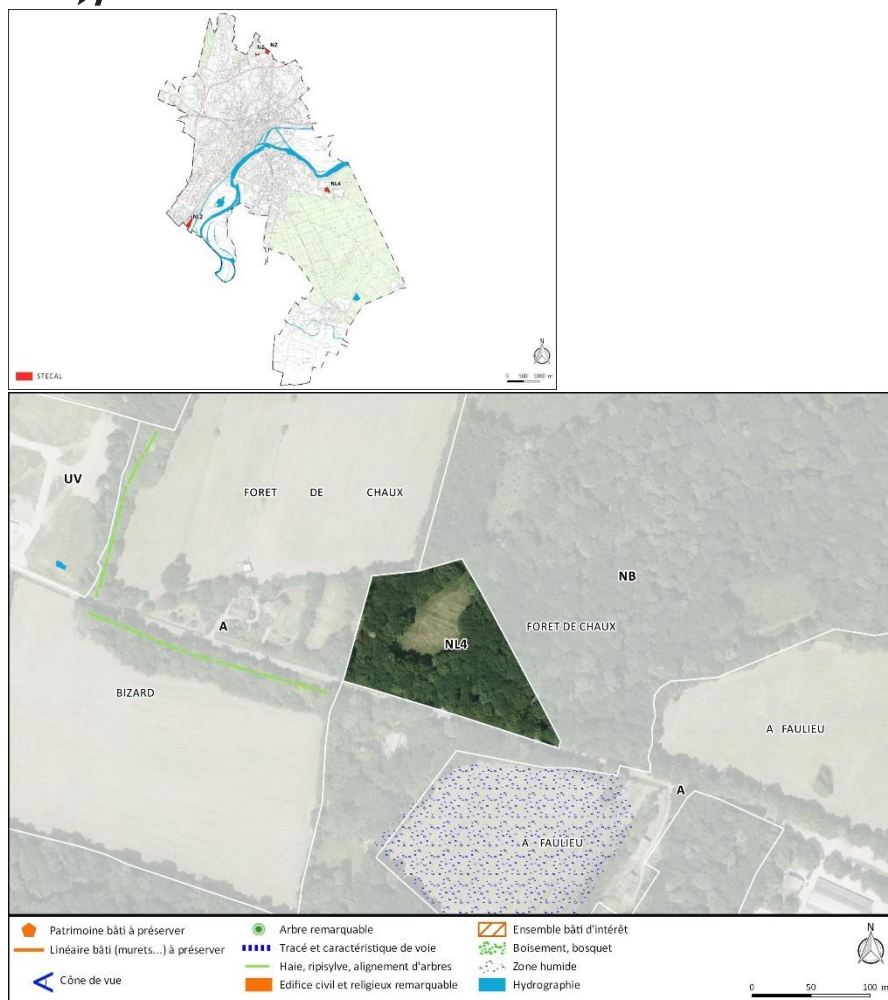 NZ NZ
NL4
NL2
N
STECAL
0 500 1000 m
UV
FORET DE CHAUX
NB
A
FORET DE CHAUX
NL4
BIZARD
A FAULIEU
A
A FAULIEU
Patrimoine bâti à préserver
Linéaire bâti (murets...) à préserver
Cône de vue
Arbre remarquable
Tracé et caractéristique de voie
Haie, ripisylve, alignement d'arbres
Edifice civil et religieux remarquable
Ensemble bâti d'intérêt
Boisement, bosquet
Zone humide
Hydrographie
N
0 50 100 m